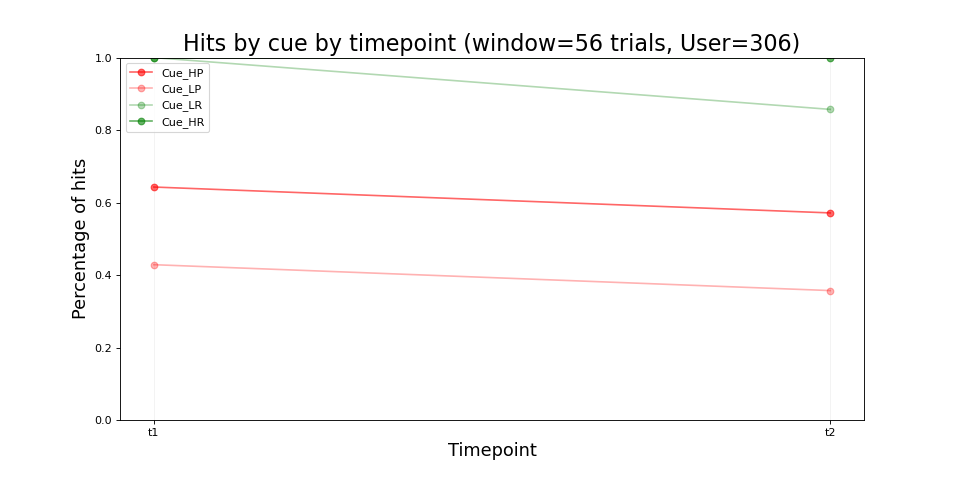 Hits by cue by timepoint (window=56 trials, User=306)
1.0
0.8
0.6
0.4
0.2
0.0
Percentage of hits
Cue_HP
Cue_LP
Cue_LR
Cue_HR
t1
t2
Timepoint